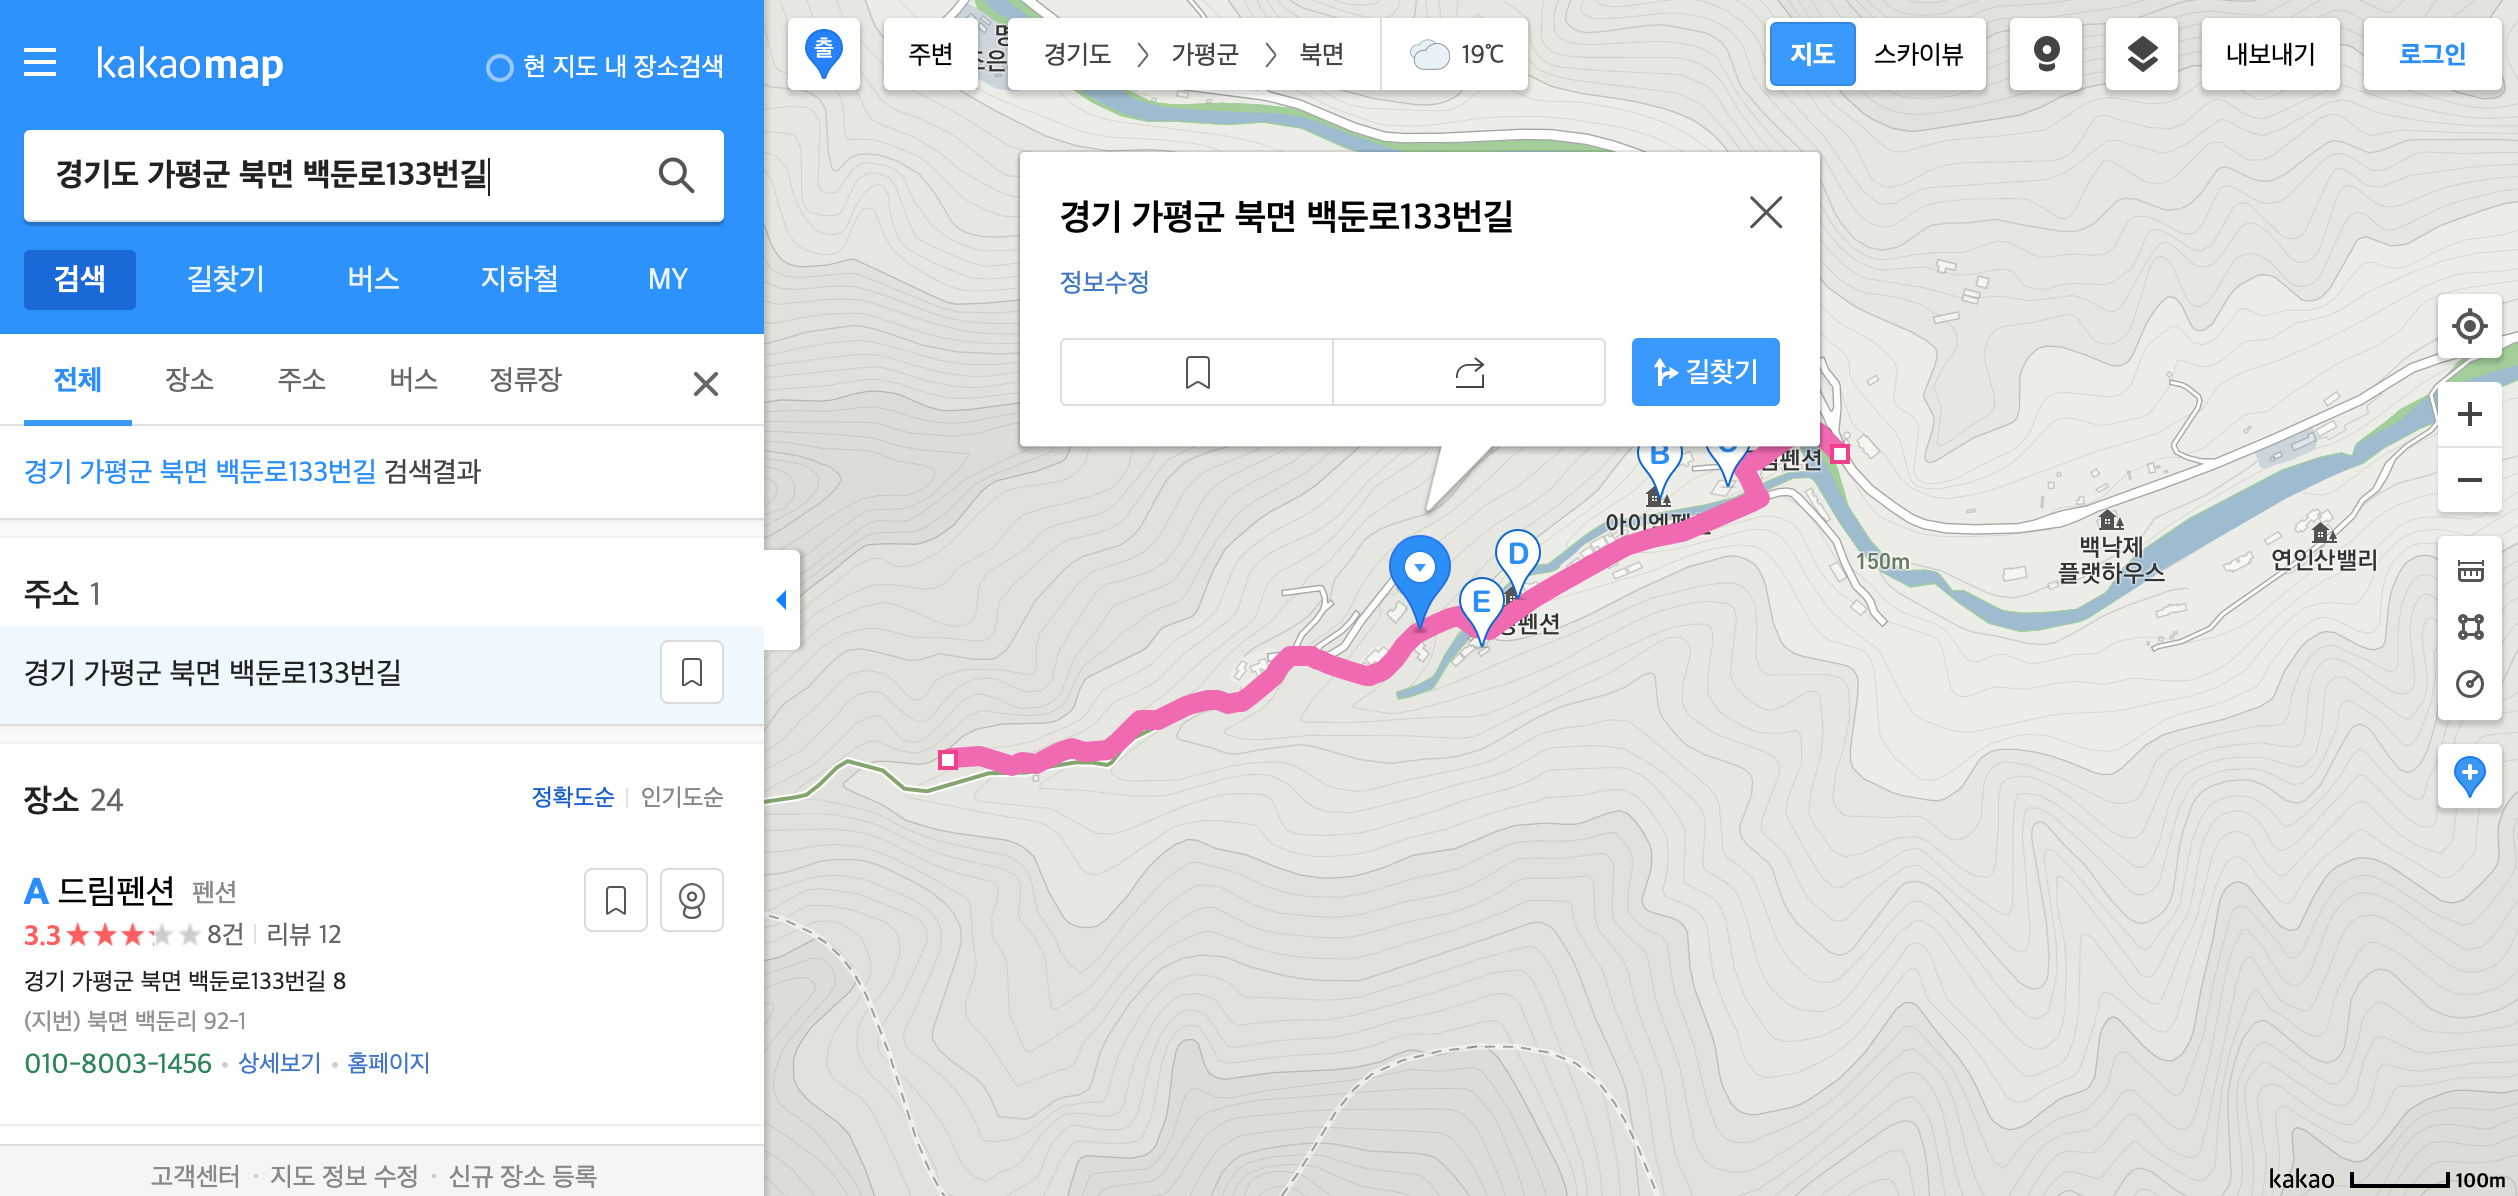 kakaomap
현 지도 내 장소검색
경기도 가평군 북면 백둔로133번길
검색 길찾기 버스 지하철 MY
전체 장소 주소 버스 정류장
경기 가평군 북면 백둔로133번길 검색결과
주소 1
경기 가평군 북면 백둔로133번길
장소 24
정확도순 인기도순
A 드림펜션 펜션
3.3 8건 리뷰 12
경기 가평군 북면 백둔로133번길 8
(지번) 북면 백둔리 92-1
010-8003-1456 · 상세보기 · 홈페이지
고객센터 · 지도 정보 수정 · 신규 장소 등록
출
주변
경기도 > 가평군 > 북면
19℃
지도 스카이뷰
내보내기
로그인
경기 가평군 북면 백둔로133번길
정보수정
길찾기
B
D
E
150m
백낙제
플랫하우스
연인산밸리
kakao 100m